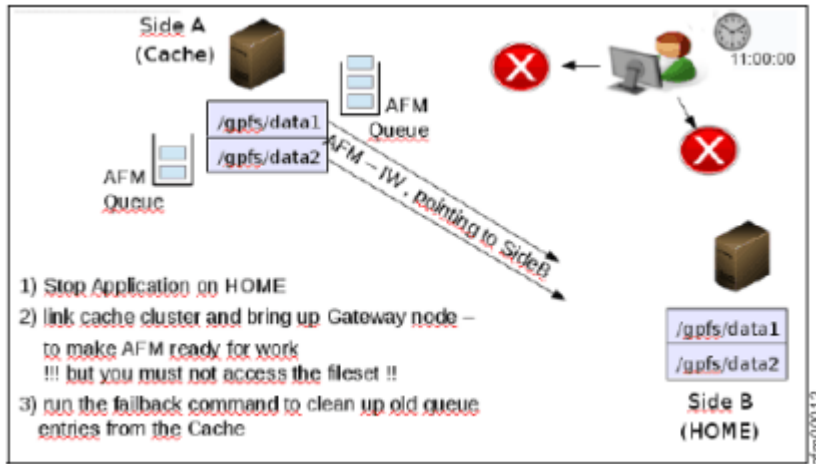 Side A
(Cache)
11:00:00
/gpfs/data1
/gpfs/data2
AFM
Queue
AFM
Queue
AFM – IW, pointing to SideB
1) Stop Application on HOME
2) link cache cluster and bring up Gateway node –
to make AFM ready for work
!!! but you must not access the fileset !!
3) run the failback command to clean up old queue
entries from the Cache
/gpfs/data1
/gpfs/data2
Side B
(HOME)